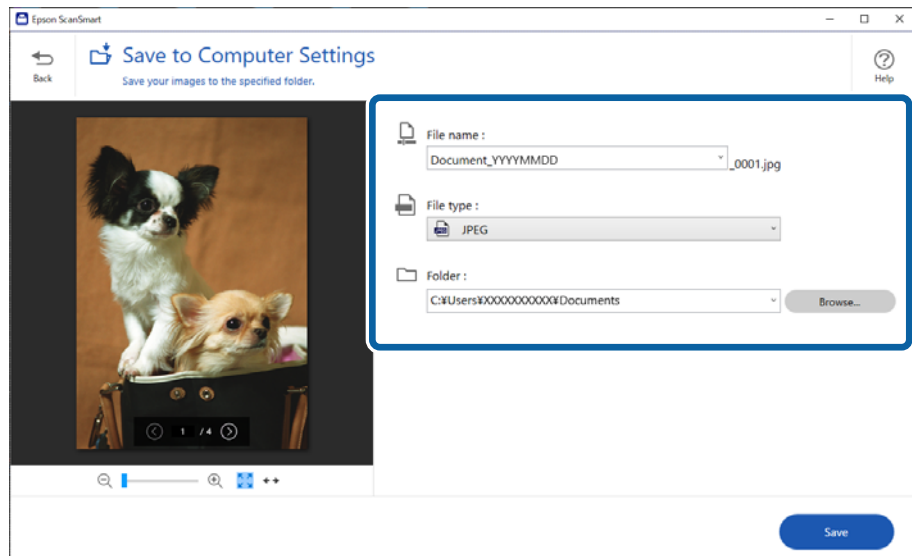 Epson ScanSmart
Back
Save to Computer Settings
Save your images to the specified folder.
Help
File name :
Document_YYYYMMDD
_0001.jpg
File type :
JPEG
Folder :
C:¥Users¥XXXXXXXXXXX¥Documents
Browse...
1 /4
Save